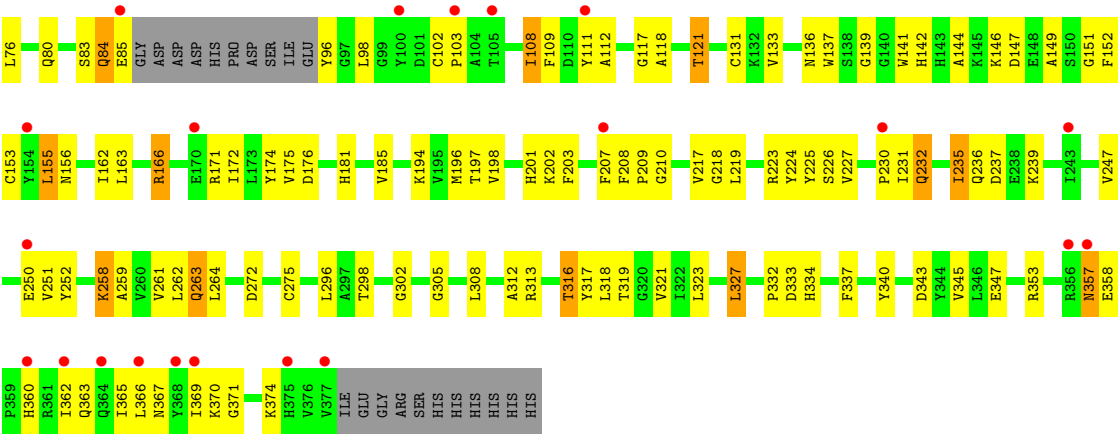 L76 Q80 S83 Q84 E85 GLY ASP ASP ASP HIS PRO ASP SER ILE GLU Y96 G97 L98 G99 Y100 D101 C102 P103 A104 T105 I108 F109 D110 Y111 A112 G117 A118 T121 C131 K132 V133 N136 W137 S138 G139 G140 W141 H142 H143 A144 K145 K146 D147 E148 A149 S150 G151 F152
C153 Y154 L155 N156 I162 L163 R166 E170 R171 I172 L173 Y174 V175 D176 H181 V185 K194 V195 M196 T197 V198 H201 K202 F203 F207 F208 P209 G210 V217 G218 L219 R223 Y224 Y225 S226 V227 P230 I231 Q232 I235 Q236 D237 E238 K239 I243 V247
E250 V251 Y252 K258 A259 V260 V261 L262 Q263 L264 D272 C275 L296 A297 T298 G302 G305 L308 A312 R313 T316 Y317 L318 T319 G320 V321 I322 L323 L327 P332 D333 H334 F337 Y340 D343 Y344 V345 L346 E347 R353 R356 N357 E358
P359 H360 R361 I362 Q363 Q364 I365 L366 N367 Y368 I369 K370 G371 K374 H375 V376 V377 ILE GLU GLY ARG SER HIS HIS HIS HIS HIS HIS